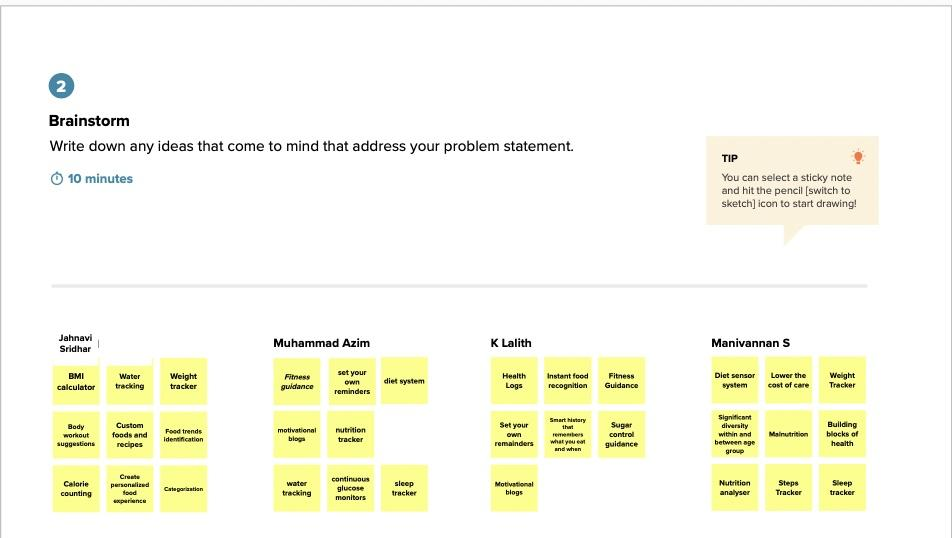 2
Brainstorm
Write down any ideas that come to mind that address your problem statement.
10 minutes
TIP
You can select a sticky note
and hit the pencil [switch to
sketch] icon to start drawing!
Jahnavi
Sridhar
BMI
calculator
Water
tracking
Weight
tracker
Body
workout
suggestions
Custom
foods and
recipes
Food trends
identification
Calorie
counting
Create
personalized
food
experience
Categorization
Muhammad Azim
Fitness
guidance
set your
own
reminders
diet system
motivational
blogs
nutrition
tracker
water
tracking
continuous
glucose
monitors
sleep
tracker
K Lalith
Health
Logs
Instant food
recognition
Fitness
Guidance
Set your
own
remainders
Smart history
that
remembers
what you eat
and when
Sugar
control
guidance
Motivational
blogs
Manivannan S
Diet sensor
system
Lower the
cost of care
Weight
Tracker
Significant
diversity
within and
between age
group
Malnutrition
Building
blocks of
health
Nutrition
analyser
Steps
Tracker
Sleep
tracker